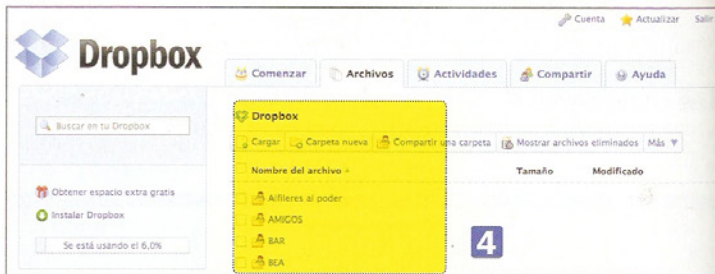 Cuenta Actualizar Salir
Dropbox
Comenzar Archivos Actividades Compartir Ayuda
Buscar en tu Dropbox
Dropbox
Cargar Carpeta nueva Compartir una carpeta Mostrar archivos eliminados Más
Nombre del archivo Tamaño Modificado
Obtener espacio extra gratis
Instalar Dropbox
Se está usando el 6,0%
Alfileres al poder
AMIGOS
BAR
BEA
4